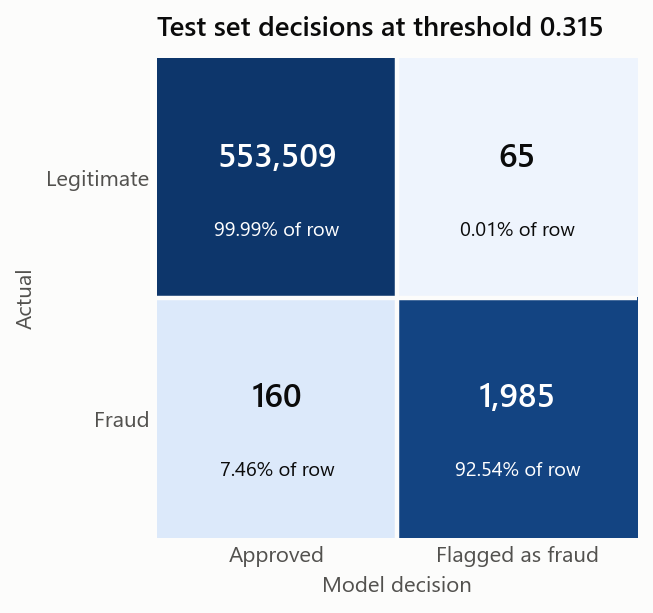 Test set decisions at threshold 0.315
553,509
65
99.99% of row
0.01% of row
Legitimate
Actual
160
1,985
7.46% of row
92.54% of row
Fraud
Approved
Flagged as fraud
Model decision